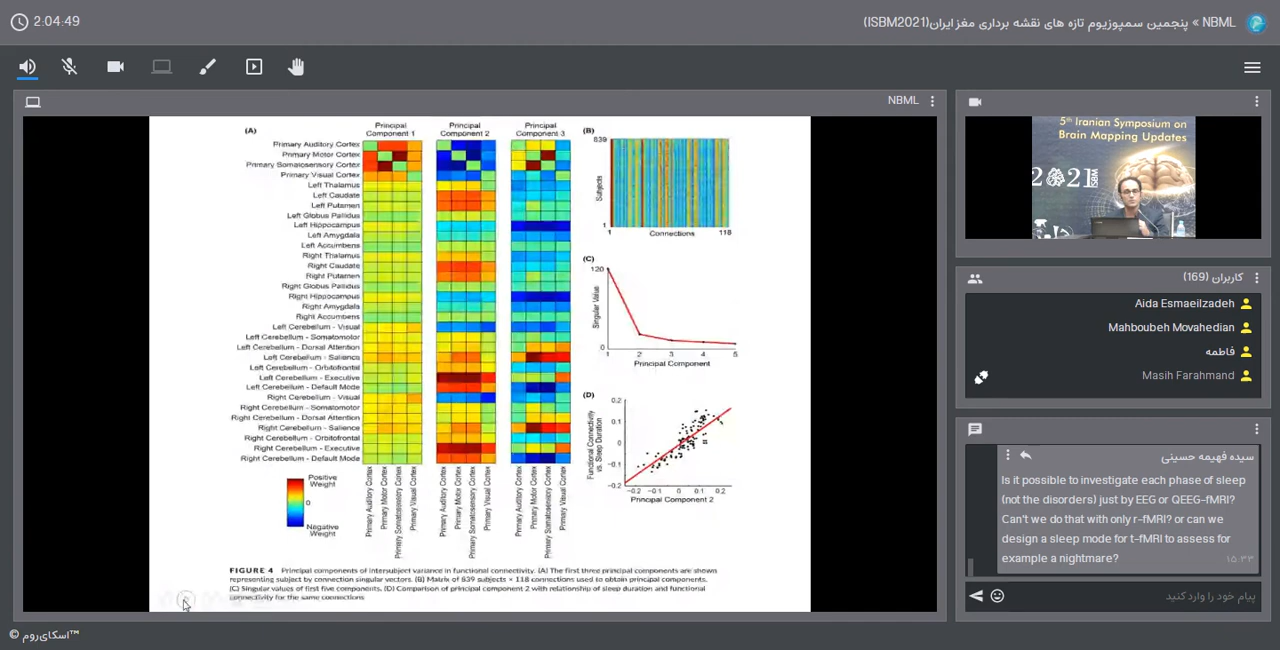 2:04:49
NBML » پنجمین سمپوزیوم تازه های نقشه برداری مغز ایران(ISBM2021)
NBML
(A)
Principal Component 1
Principal Component 2
Principal Component 3
Primary Auditory Cortex
Primary Motor Cortex
Primary Somatosensory Cortex
Primary Visual Cortex
Left Thalamus
Left Caudate
Left Putamen
Left Globus Pallidus
Left Hippocampus
Left Amygdala
Left Accumbens
Right Thalamus
Right Caudate
Right Putamen
Right Globus Pallidus
Right Hippocampus
Right Amygdala
Right Accumbens
Left Cerebellum - Visual
Left Cerebellum - Somatomotor
Left Cerebellum - Dorsal Attention
Left Cerebellum - Salience
Left Cerebellum - Orbitofrontal
Left Cerebellum - Executive
Left Cerebellum - Default Mode
Right Cerebellum - Visual
Right Cerebellum - Somatomotor
Right Cerebellum - Dorsal Attention
Right Cerebellum - Salience
Right Cerebellum - Orbitofrontal
Right Cerebellum - Executive
Right Cerebellum - Default Mode
Primary Auditory Cortex
Primary Motor Cortex
Primary Somatosensory Cortex
Primary Visual Cortex
Primary Auditory Cortex
Primary Motor Cortex
Primary Somatosensory Cortex
Primary Visual Cortex
Primary Auditory Cortex
Primary Motor Cortex
Primary Somatosensory Cortex
Primary Visual Cortex
Positive Weight
0
Negative Weight
(B)
839
Subjects
1
1 Connections 118
(C)
120
Singular Value
0
1 2 3 4 5
Principal Component
(D)
0.2
0.1
0
-0.1
-0.2
Functional Connectivity vs. Sleep Duration
-0.2 -0.1 0 0.1 0.2
Principal Component 2
FIGURE 4 Principal components of intersubject variance in functional connectivity. (A) The first three principal components are shown
representing subject by connection singular vectors. (B) Matrix of 839 subjects × 118 connections used to obtain principal components.
(C) Singular values of first five components. (D) Comparison of principal component 2 with relationship of sleep duration and functional
connectivity for the same connections
5th Iranian Symposium on
Brain Mapping Updates
2021
کاربران (169)
Aida Esmaeilzadeh
Mahboubeh Movahedian
فاطمه
Masih Farahmand
سیده فهیمه حسینی
Is it possible to investigate each phase of sleep
(not the disorders) just by EEG or QEEG-fMRI?
Can't we do that with only r-fMRI? or can we
design a sleep mode for t-fMRI to assess for
example a nightmare?
۱۵:۳۳
پیام خود را وارد کنید
© اسکای‌روم™